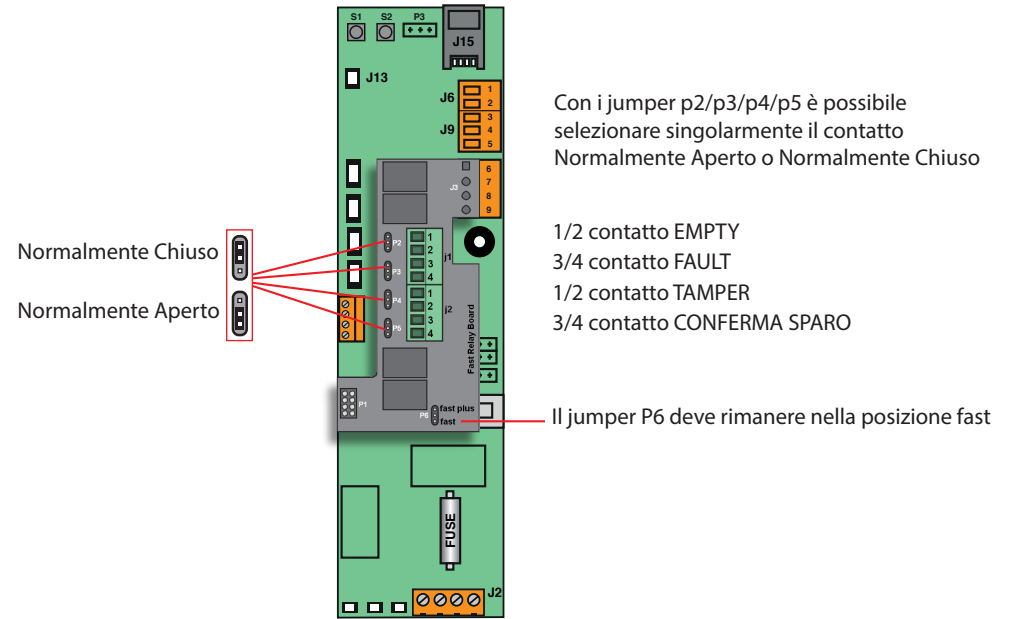 S1 S2 P3
J15
J13
J6
1
2
J9
3
4
5
6
J3
7
8
9
Con i jumper p2/p3/p4/p5 è possibile
selezionare singolarmente il contatto
Normalmente Aperto o Normalmente Chiuso
Normalmente Chiuso
Normalmente Aperto
P2
P3
P4
P5
1
2
3
4
j1
1
2
3
4
j2
1/2 contatto EMPTY
3/4 contatto FAULT
1/2 contatto TAMPER
3/4 contatto CONFERMA SPARO
Fast Relay Board
P1
P6
fast plus
fast
Il jumper P6 deve rimanere nella posizione fast
FUSE
J2